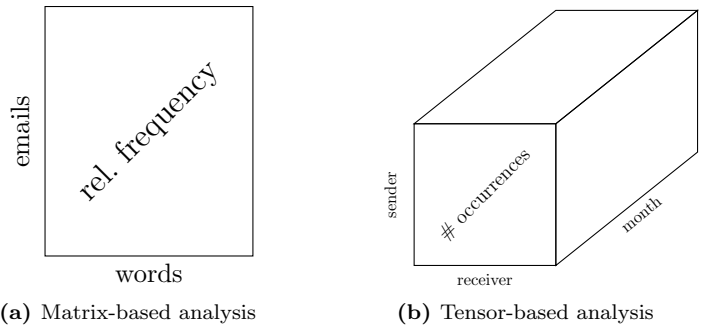 emails
rel. frequency
words
(a) Matrix-based analysis
sender
# occurrences
month
receiver
(b) Tensor-based analysis